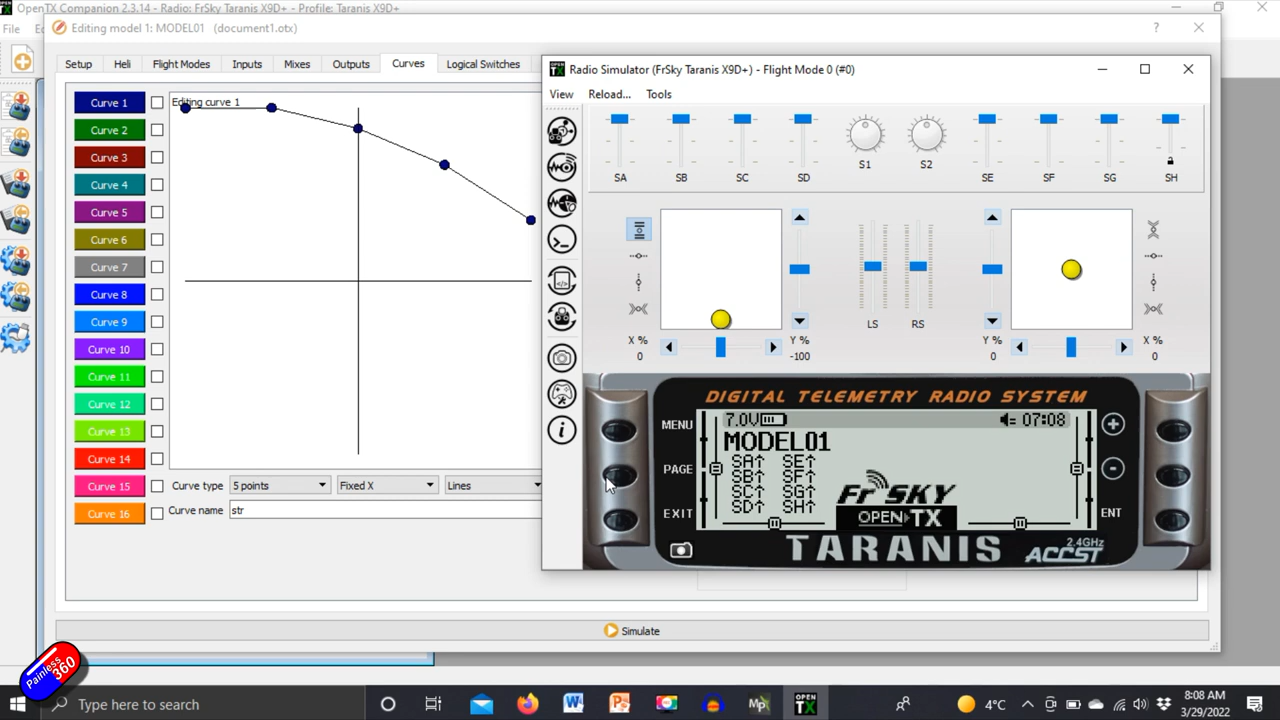 OpenTX Companion 2.3.14 - Radio: FrSky Taranis X9D+ - Profile: Taranis X9D+
File
Editing model 1: MODEL01 (document1.otx)
?
Setup Heli Flight Modes Inputs Mixes Outputs Curves Logical Switches
Curve 1
Curve 2
Curve 3
Curve 4
Curve 5
Curve 6
Curve 7
Curve 8
Curve 9
Curve 10
Curve 11
Curve 12
Curve 13
Curve 14
Curve 15
Curve 16
Editing curve 1
Curve type 5 points Fixed X Lines
Curve name str
Simulate
Radio Simulator (FrSky Taranis X9D+) - Flight Mode 0 (#0)
View Reload... Tools
SA SB SC SD S1 S2 SE SF SG SH
LS RS
X % Y % Y % X %
0 -100 0 0
DIGITAL TELEMETRY RADIO SYSTEM
MENU
PAGE
EXIT
7.0V 07:08
MODEL01
SA↑ SE↑
SB↑ SF↑
SC↑ SG↑
SD↑ SH↑
FrSKY
OPEN TX
+
-
ENT
TARANIS
2.4GHz
ACCST
Painless
360
Type here to search
4°C
8:08 AM
3/29/2022